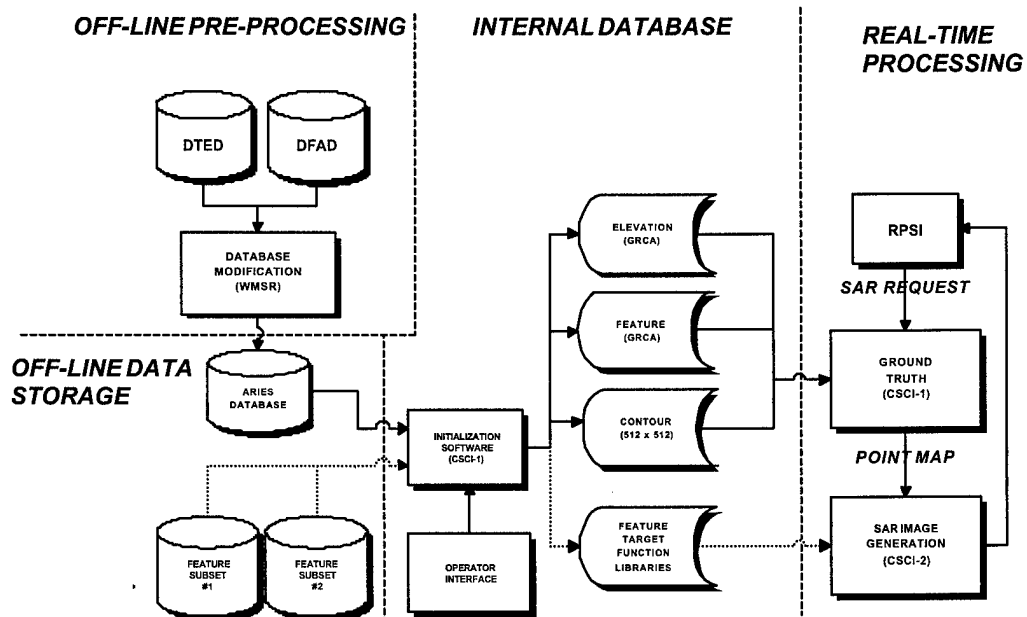 OFF-LINE PRE-PROCESSING
INTERNAL DATABASE
REAL-TIME
PROCESSING
DTED
DFAD
DATABASE
MODIFICATION
(WMSR)
ELEVATION
(GRCA)
RPSI
SAR REQUEST
FEATURE
(GRCA)
OFF-LINE DATA
STORAGE
ARIES
DATABASE
GROUND
TRUTH
(CSCI-1)
INITIALIZATION
SOFTWARE
(CSCI-1)
CONTOUR
(512 x 512)
POINT MAP
FEATURE
SUBSET
#1
FEATURE
SUBSET
#2
OPERATOR
INTERFACE
FEATURE
TARGET
FUNCTION
LIBRARIES
SAR IMAGE
GENERATION
(CSCI-2)